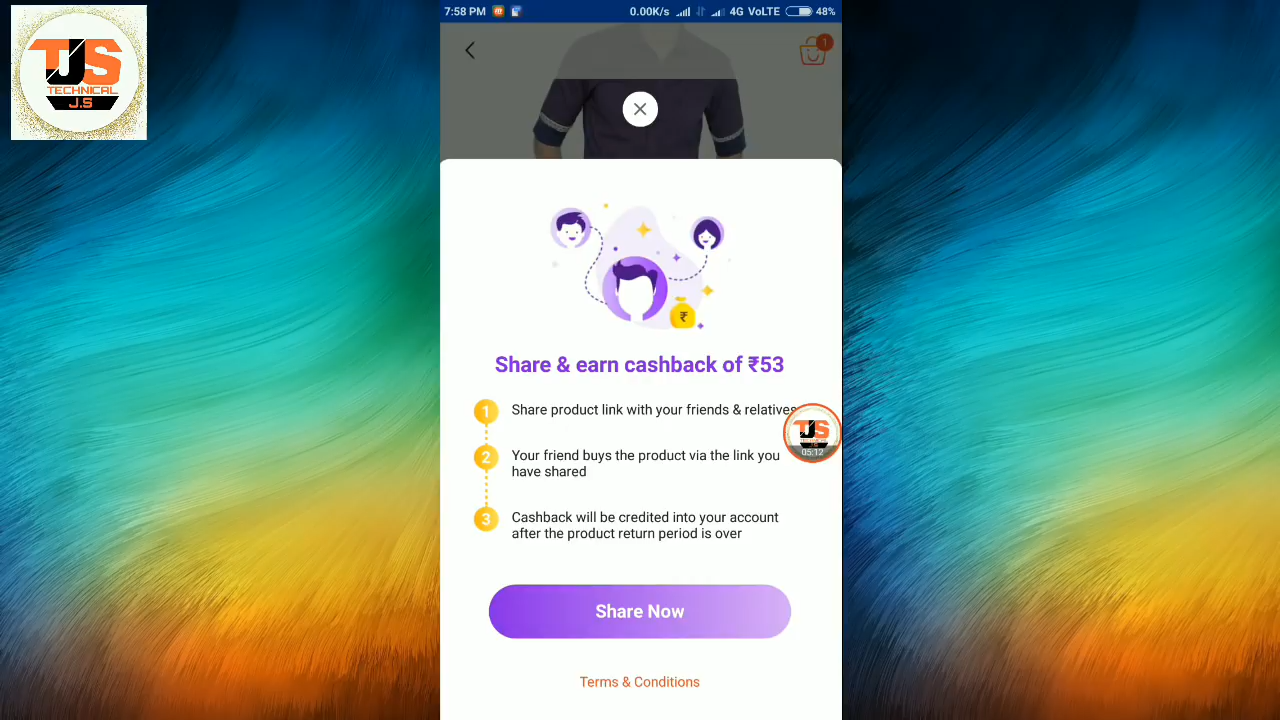 TJS
TECHNICAL
J.S
7:58 PM
0.00K/s 4G VoLTE 48%
1
Share & earn cashback of ₹53
1 Share product link with your friends & relatives
2 Your friend buys the product via the link you
have shared
TJS
TECHNICAL
05:12
3 Cashback will be credited into your account
after the product return period is over
Share Now
Terms & Conditions